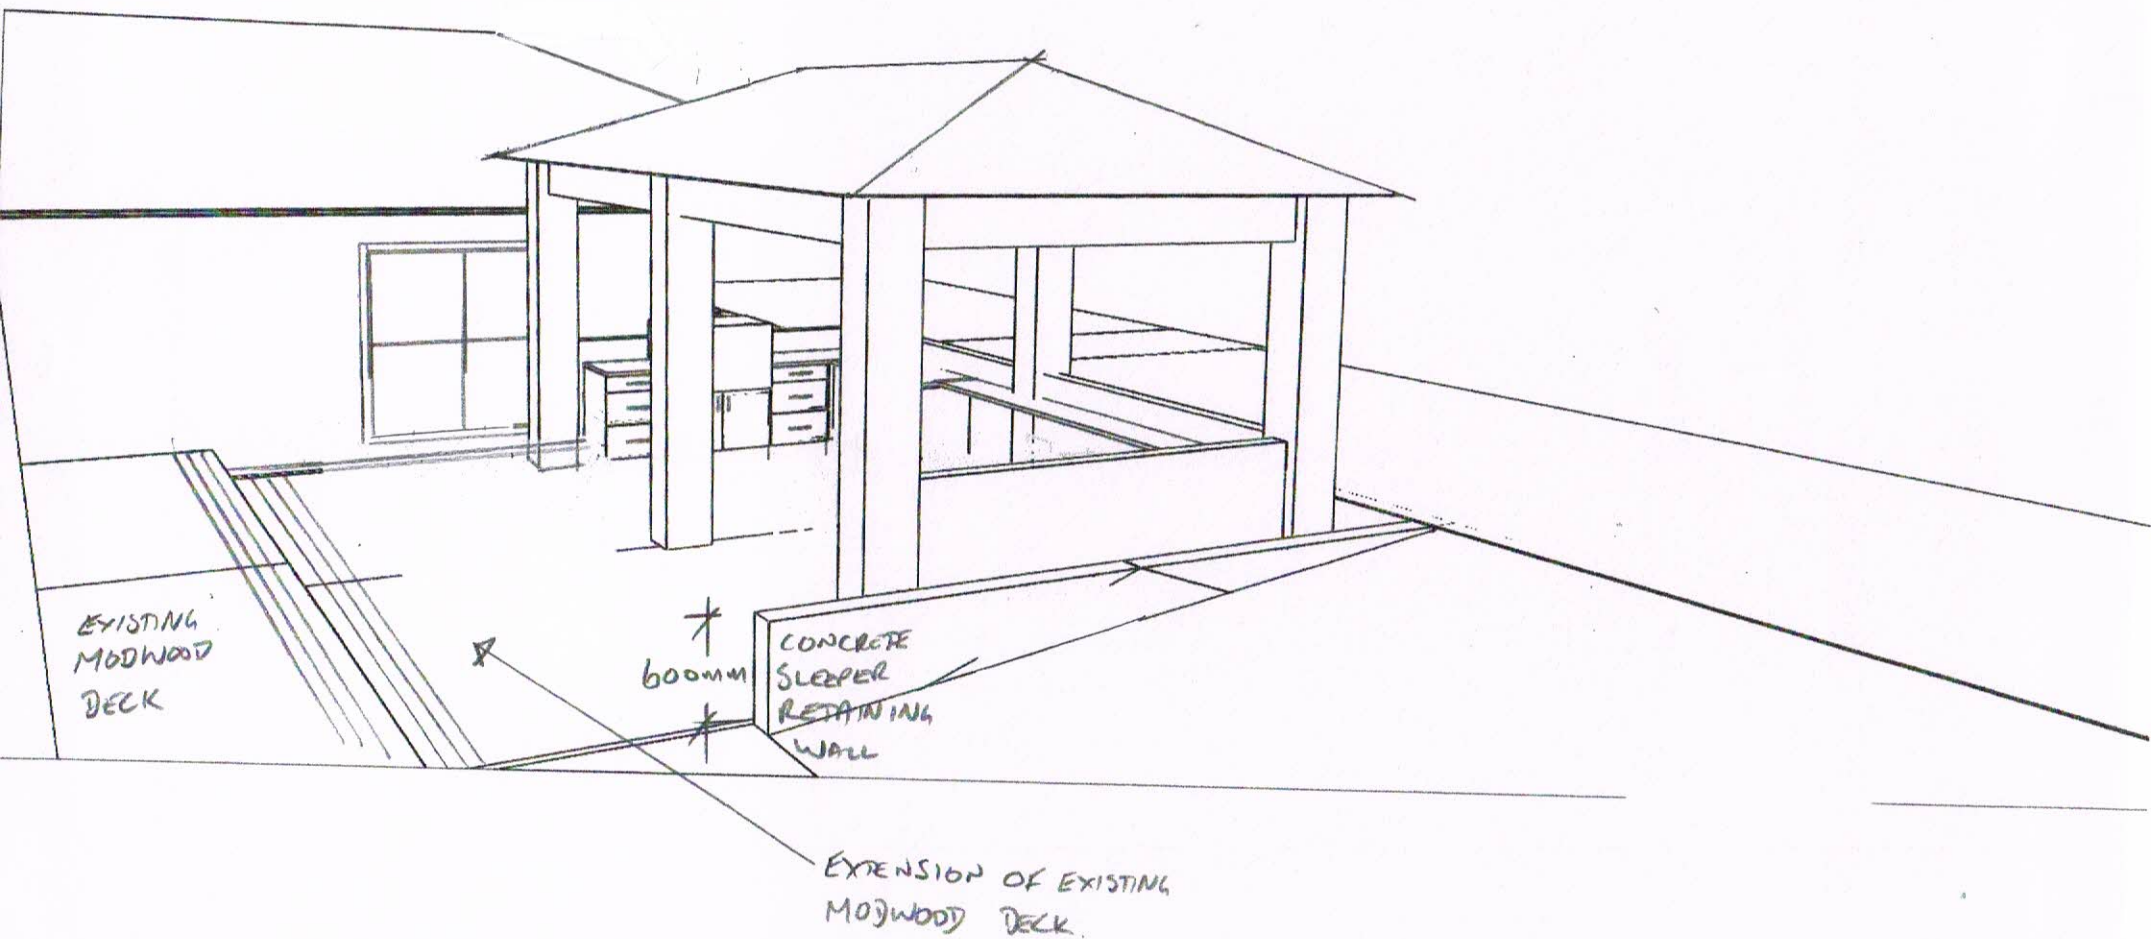 EXISTING
MODWOOD
DECK
600mm
CONCRETE
SLEEPER
RETAINING
WALL
EXTENSION OF EXISTING
MODWOOD DECK.